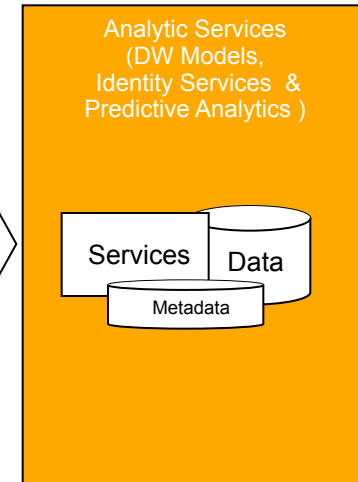 Analytic Services
(DW Models,
Identity Services &
Predictive Analytics )
Services
Data
Metadata